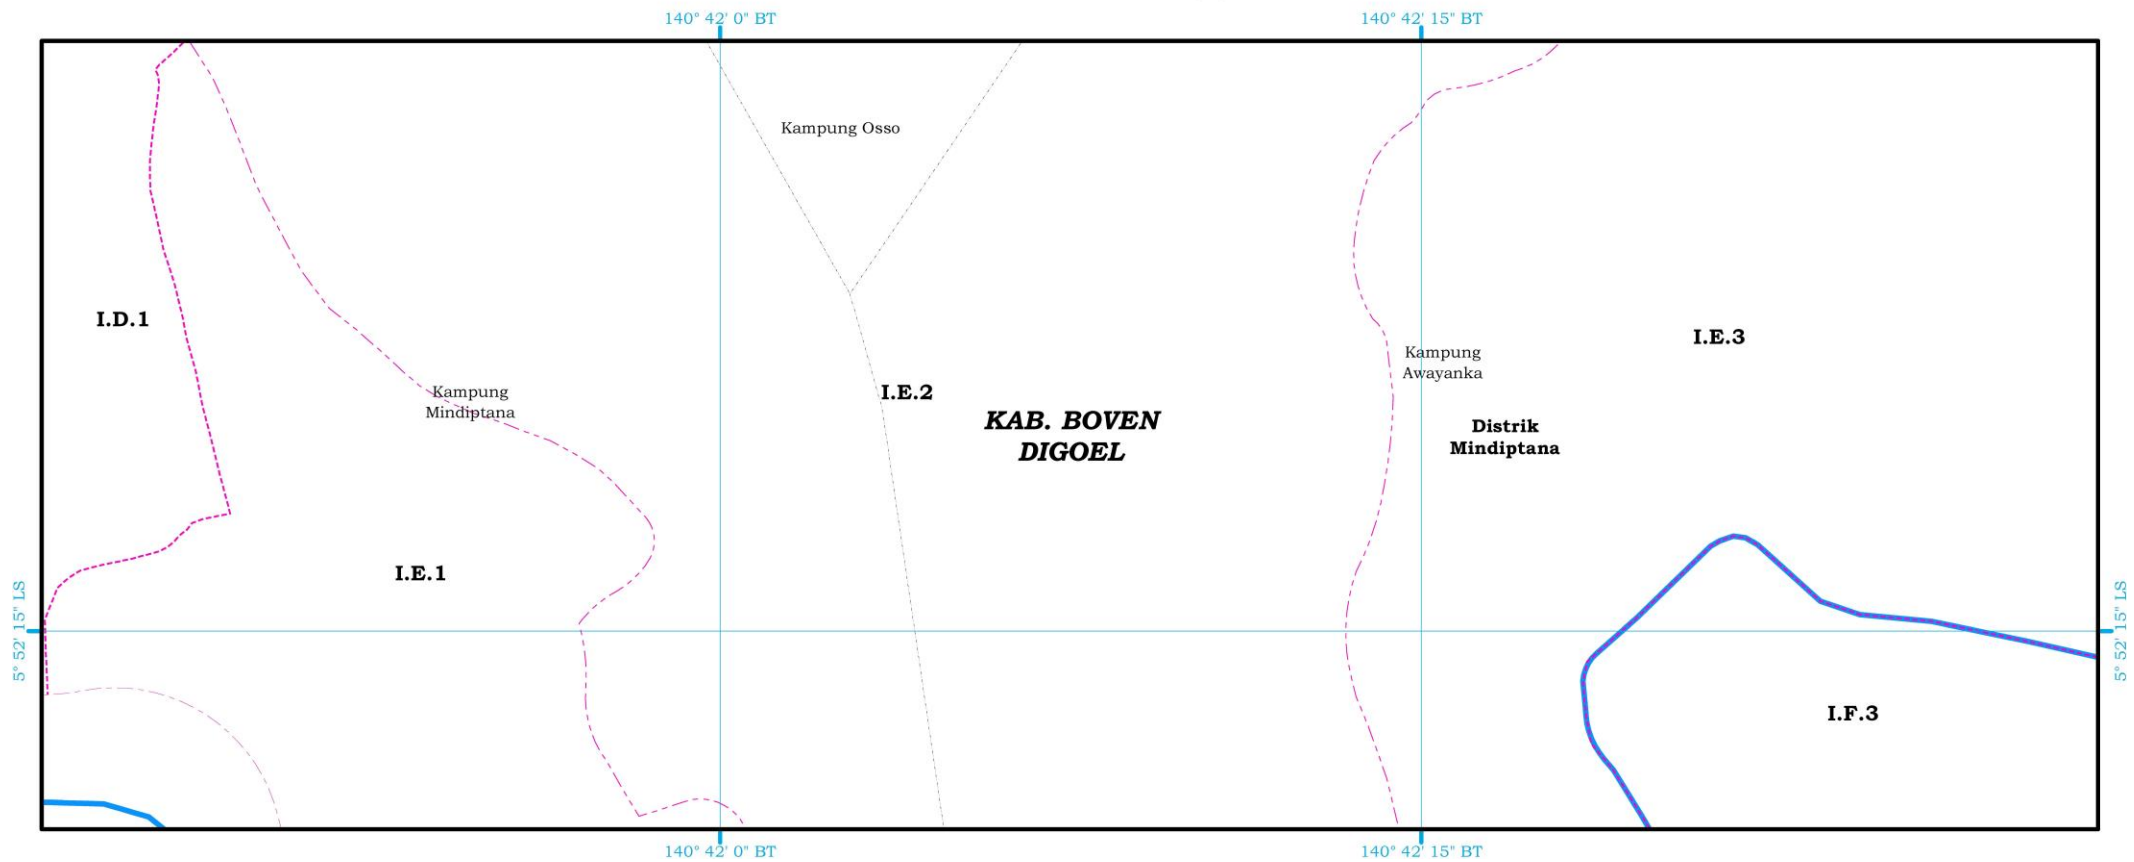 140° 42' 0" BT
140° 42' 15" BT
Kampung Osso
I.D.1
I.E.3
Kampung
Awayanka
Kampung
Mindiptana
I.E.2
KAB. BOVEN
DIGOEL
Distrik
Mindiptana
I.E.1
5° 52' 15" LS
5° 52' 15" LS
I.F.3
140° 42' 0" BT
140° 42' 15" BT